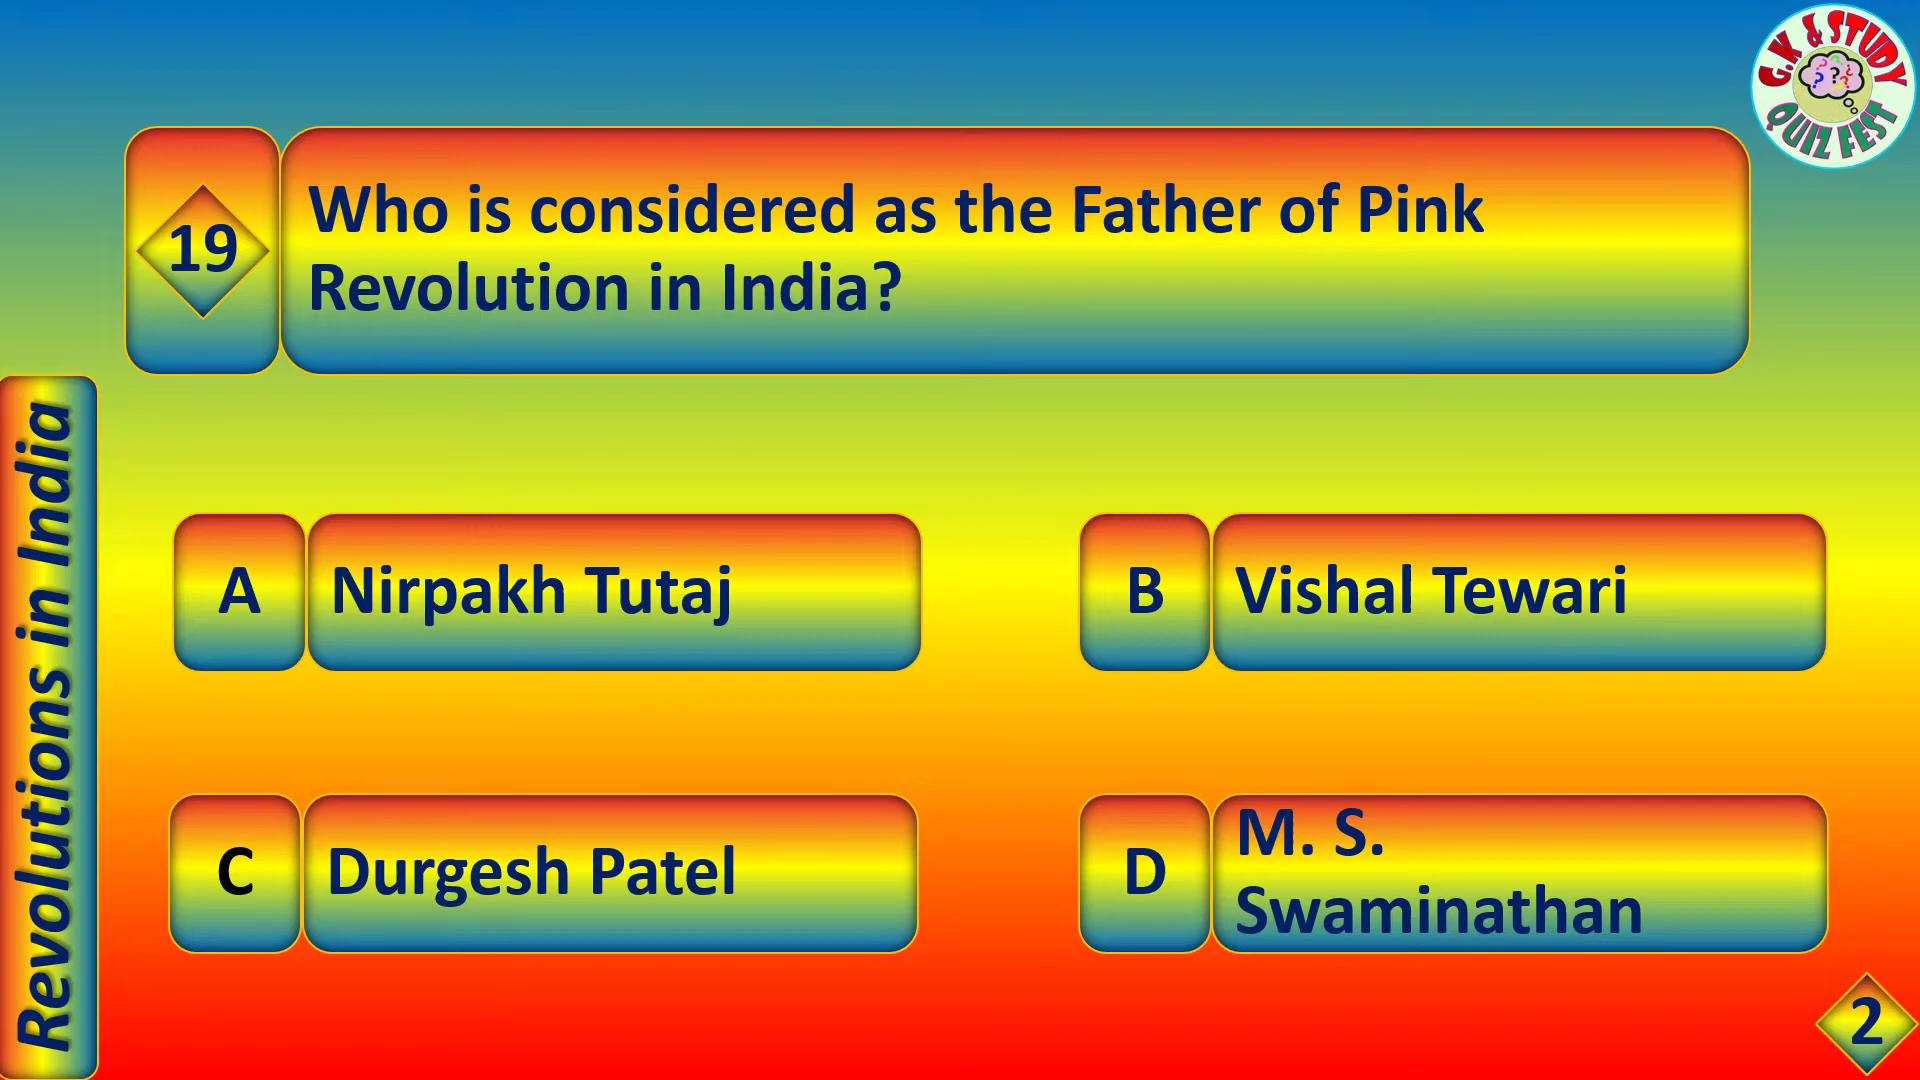 G.K & STUDY
QUIZ FEST
19
Who is considered as the Father of Pink
Revolution in India?
Revolutions in India
A
Nirpakh Tutaj
B
Vishal Tewari
C
Durgesh Patel
D
M. S.
Swaminathan
2